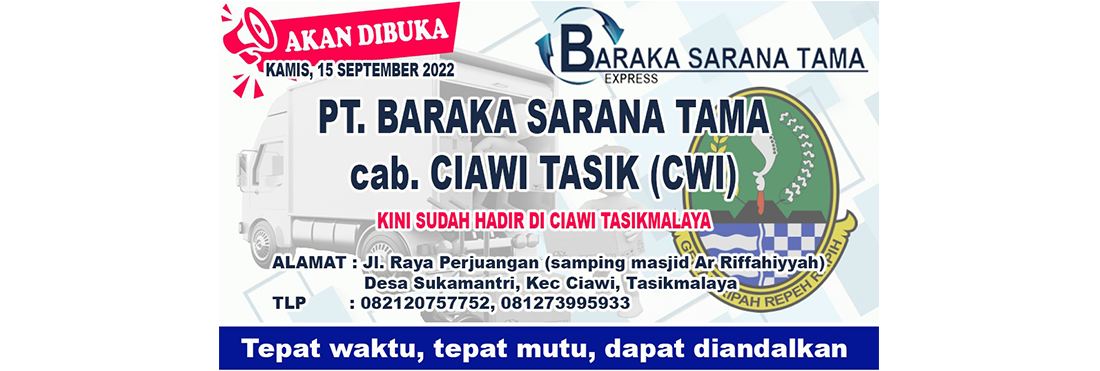 AKAN DIBUKA
KAMIS, 15 SEPTEMBER 2022
BARAKA SARANA TAMA
EXPRESS
PT. BARAKA SARANA TAMA
cab. CIAWI TASIK (CWI)
KINI SUDAH HADIR DI CIAWI TASIKMALAYA
ALAMAT : Jl. Raya Perjuangan (samping masjid Ar Riffahiyyah)
Desa Sukamantri, Kec Ciawi, Tasikmalaya
TLP : 082120757752, 081273995933
REPEH
Tepat waktu, tepat mutu, dapat diandalkan